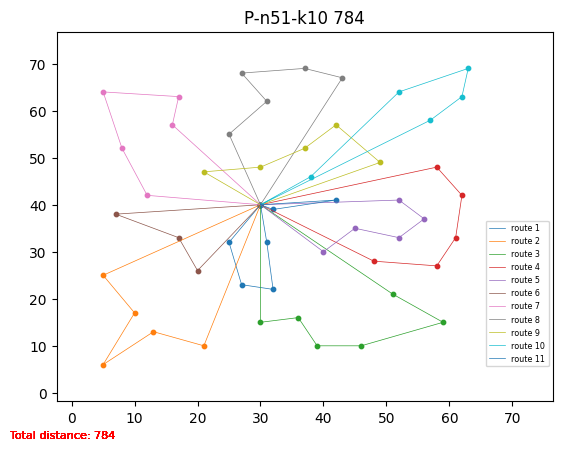 P-n51-k10 784
70
60
50
40
30
20
10
0
0 10 20 30 40 50 60 70
route 1
route 2
route 3
route 4
route 5
route 6
route 7
route 8
route 9
route 10
route 11
Total distance: 784